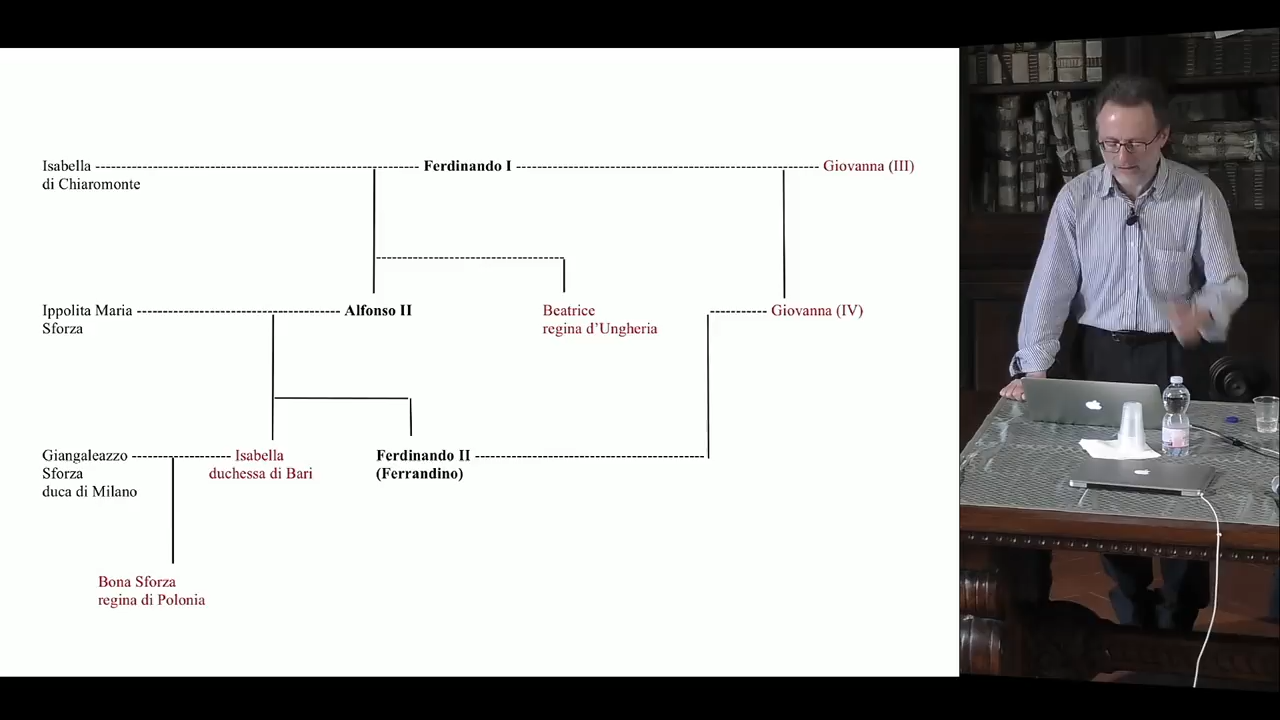 Isabella
di Chiaromonte
Ferdinando I
Giovanna (III)
Ippolita Maria
Sforza
Alfonso II
Beatrice
regina d'Ungheria
Giovanna (IV)
Giangaleazzo
Sforza
duca di Milano
Isabella
duchessa di Bari
Ferdinando II
(Ferrandino)
Bona Sforza
regina di Polonia